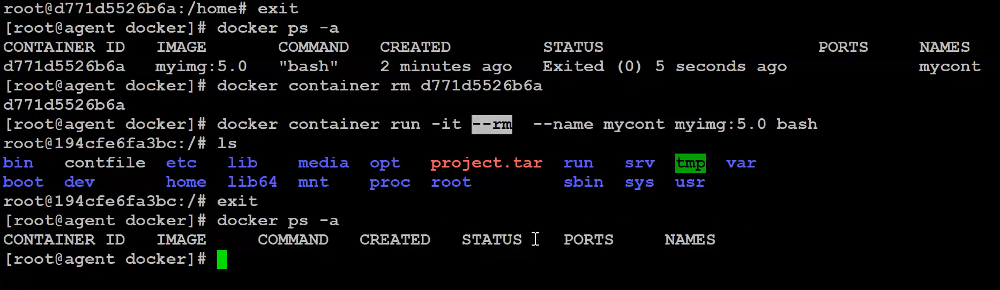 root@d771d5526b6a:/home# exit
[root@agent docker]# docker ps -a
CONTAINER ID   IMAGE       COMMAND   CREATED         STATUS                     PORTS     NAMES
d771d5526b6a   myimg:5.0   "bash"    2 minutes ago   Exited (0) 5 seconds ago             mycont
[root@agent docker]# docker container rm d771d5526b6a
d771d5526b6a
[root@agent docker]# docker container run -it --rm  --name mycont myimg:5.0 bash
root@194cfe6fa3bc:/# ls
bin   contfile  etc   lib    media  opt   project.tar  run   srv  tmp  var
boot  dev       home  lib64  mnt    proc  root         sbin  sys  usr
root@194cfe6fa3bc:/# exit
[root@agent docker]# docker ps -a
CONTAINER ID   IMAGE     COMMAND   CREATED   STATUS    PORTS     NAMES
[root@agent docker]#